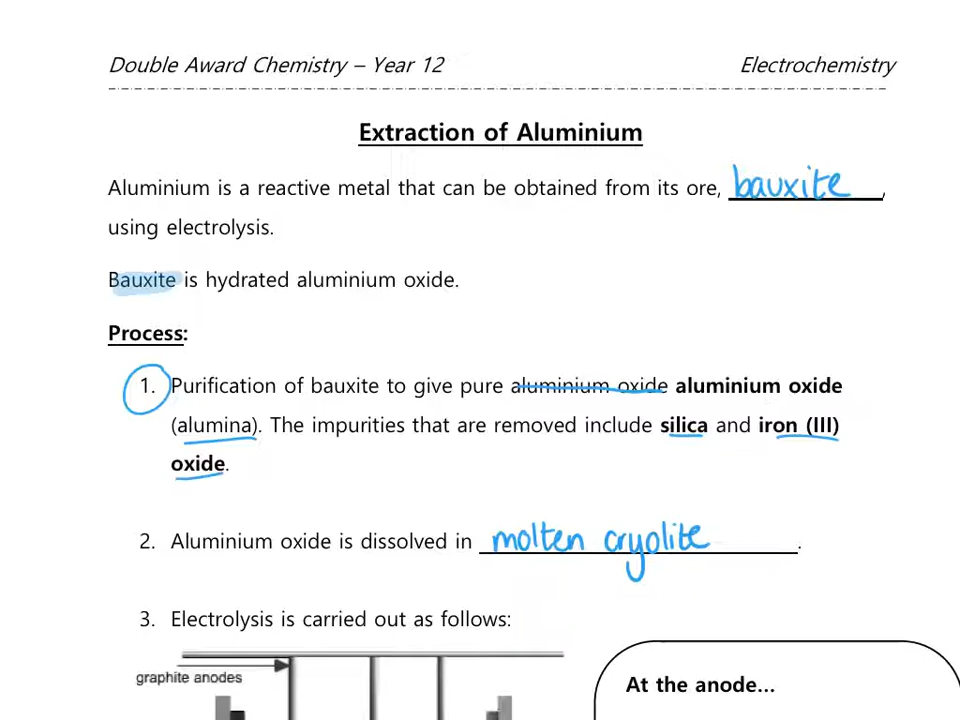 Double Award Chemistry – Year 12 Electrochemistry
Extraction of Aluminium
Aluminium is a reactive metal that can be obtained from its ore, bauxite,
using electrolysis.
Bauxite is hydrated aluminium oxide.
Process:
1. Purification of bauxite to give pure aluminium oxide aluminium oxide
(alumina). The impurities that are removed include silica and iron (III)
oxide.
2. Aluminium oxide is dissolved in molten cryolite.
3. Electrolysis is carried out as follows:
graphite anodes
At the anode...